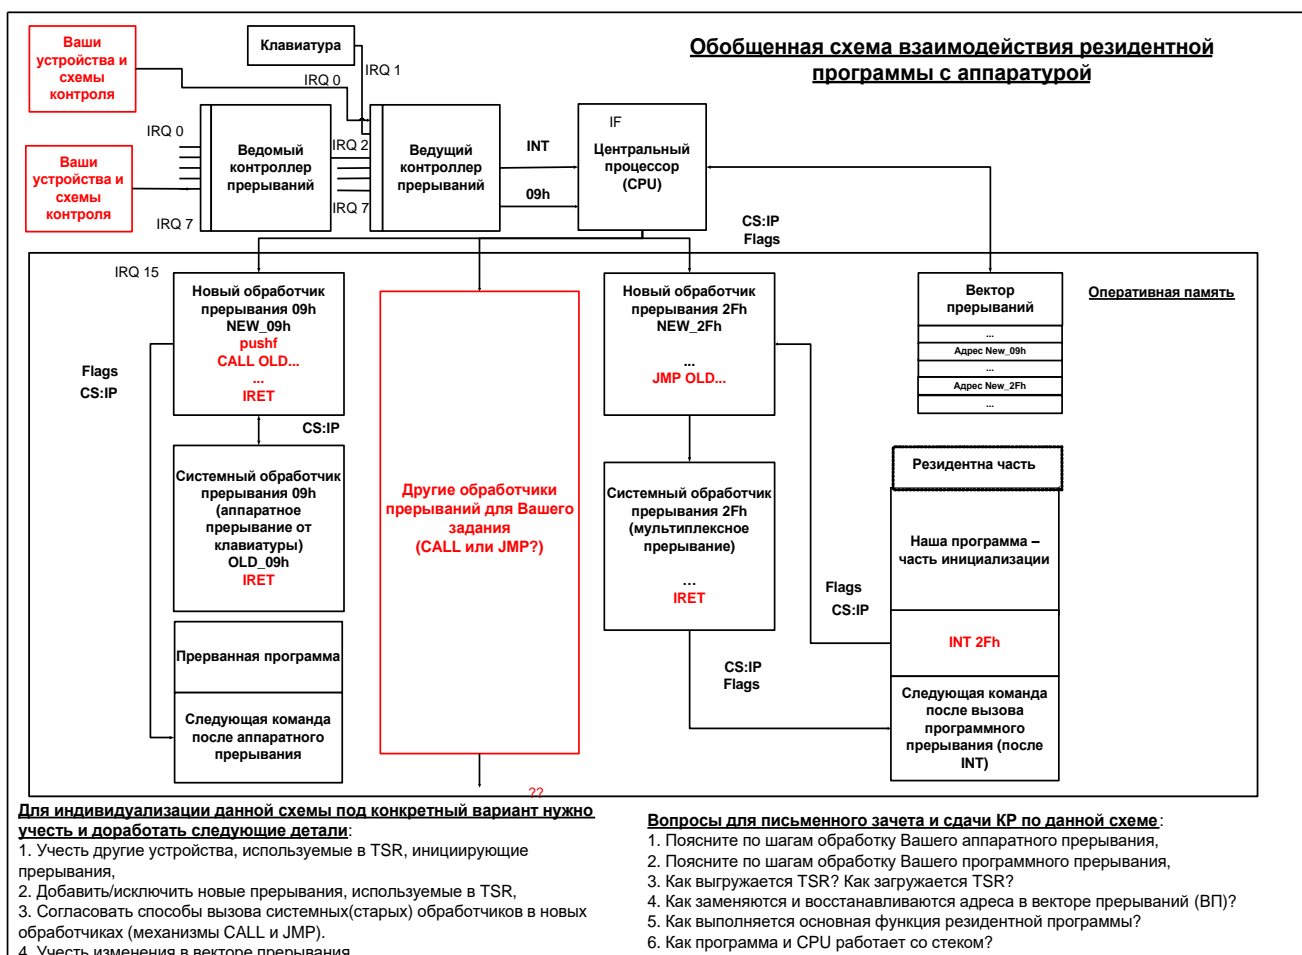 Обобщенная схема взаимодействия резидентной
программы с аппаратурой
Ваши
устройства и
схемы
контроля
Клавиатура
IRQ 1
IRQ 0
Ваши
устройства и
схемы
контроля
IRQ 0
IRQ 7
Ведомый
контроллер
прерываний
IRQ 2
IRQ 7
Ведущий
контроллер
прерываний
INT
09h
IF
Центральный
процессор
(CPU)
CS:IP
Flags
IRQ 15
Оперативная память
Новый обработчик
прерывания 09h
NEW_09h
pushf
CALL OLD...
...
IRET
Flags
CS:IP
CS:IP
Системный обработчик
прерывания 09h
(аппаратное
прерывание от
клавиатуры)
OLD_09h
IRET
Прерванная программа
Следующая команда
после аппаратного
прерывания
Другие обработчики
прерываний для Вашего
задания
(CALL или JMP?)
??
Новый обработчик
прерывания 2Fh
NEW_2Fh
...
JMP OLD...
Системный обработчик
прерывания 2Fh
(мультиплексное
прерывание)
...
IRET
CS:IP
Flags
Flags
CS:IP
Вектор
прерываний
...
Адрес New_09h
...
Адрес New_2Fh
...
Резидентна часть
Наша программа –
часть инициализации
INT 2Fh
Следующая команда
после вызова
программного
прерывания (после
INT)
Для индивидуализации данной схемы под конкретный вариант нужно
учесть и доработать следующие детали:
1. Учесть другие устройства, используемые в TSR, инициирующие
прерывания,
2. Добавить/исключить новые прерывания, используемые в TSR,
3. Согласовать способы вызова системных(старых) обработчиков в новых
обработчиках (механизмы CALL и JMP).
4. Учесть изменения в векторе прерывания
Вопросы для письменного зачета и сдачи КР по данной схеме:
1. Поясните по шагам обработку Вашего аппаратного прерывания,
2. Поясните по шагам обработку Вашего программного прерывания,
3. Как выгружается TSR? Как загружается TSR?
4. Как заменяются и восстанавливаются адреса в векторе прерываний (ВП)?
5. Как выполняется основная функция резидентной программы?
6. Как программа и CPU работает со стеком?